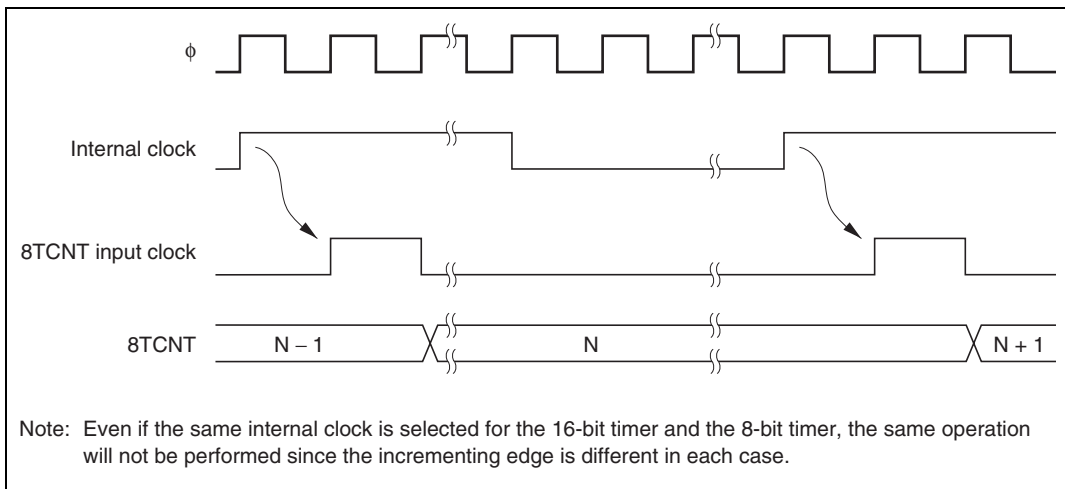 φ
Internal clock
8TCNT input clock
8TCNT
N – 1
N
N + 1
Note: Even if the same internal clock is selected for the 16-bit timer and the 8-bit timer, the same operation
will not be performed since the incrementing edge is different in each case.